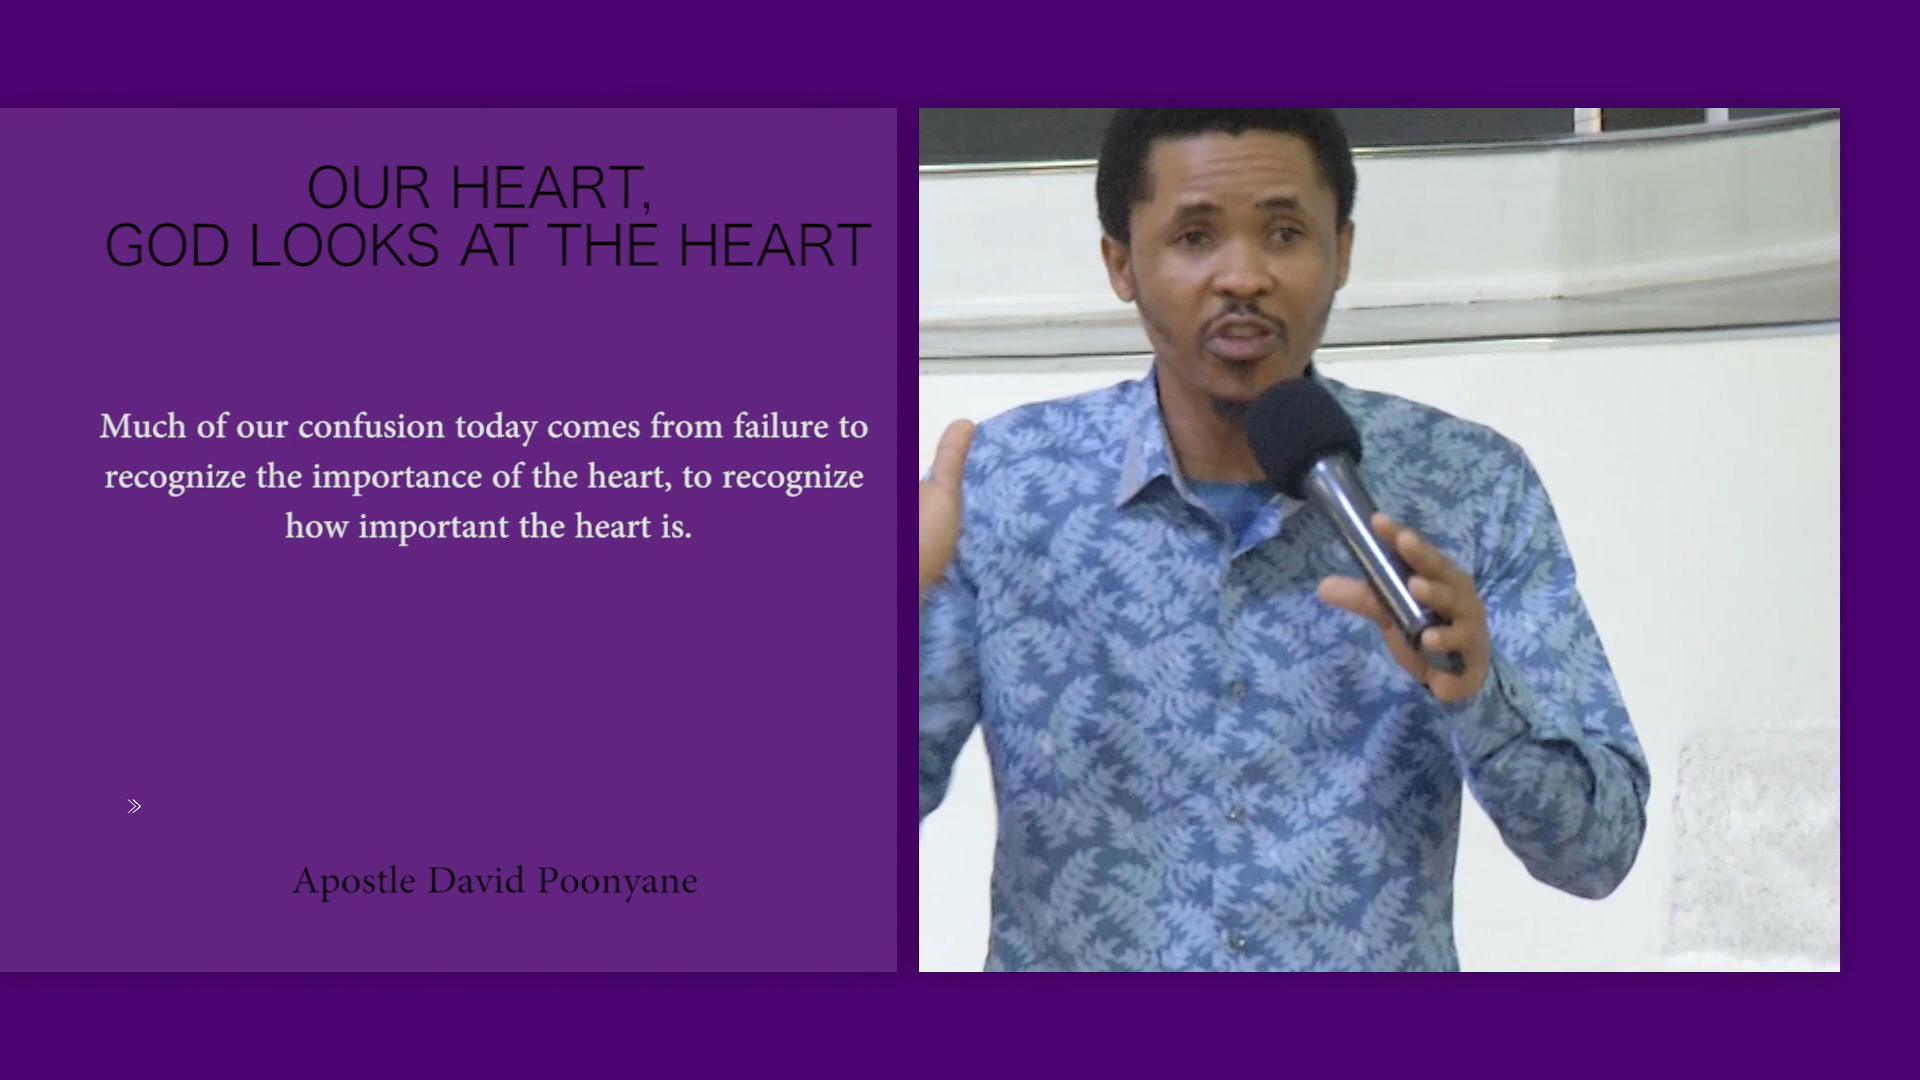 OUR HEART,
GOD LOOKS AT THE HEART
Much of our confusion today comes from failure to
recognize the importance of the heart, to recognize
how important the heart is.
Apostle David Poonyane